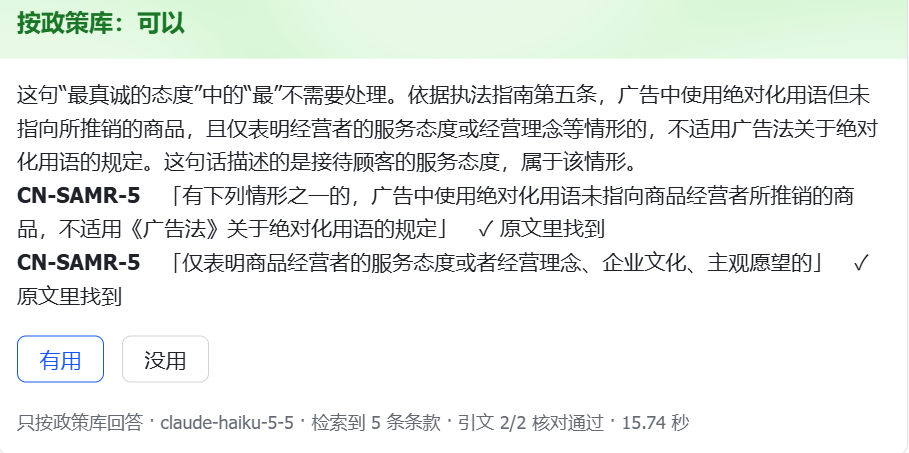 按政策库：可以
这句“最真诚的态度”中的“最”不需要处理。依据执法指南第五条，广告中使用绝对化用语但未
指向所推销的商品，且仅表明经营者的服务态度或经营理念等情形的，不适用广告法关于绝对
化用语的规定。这句话描述的是接待顾客的服务态度，属于该情形。
CN-SAMR-5 「有下列情形之一的，广告中使用绝对化用语未指向商品经营者所推销的商
品，不适用《广告法》关于绝对化用语的规定」 ✓ 原文里找到
CN-SAMR-5 「仅表明商品经营者的服务态度或者经营理念、企业文化、主观愿望的」 ✓
原文里找到
有用 没用
只按政策库回答 · claude-haiku-5-5 · 检索到 5 条条款 · 引文 2/2 核对通过 · 15.74 秒